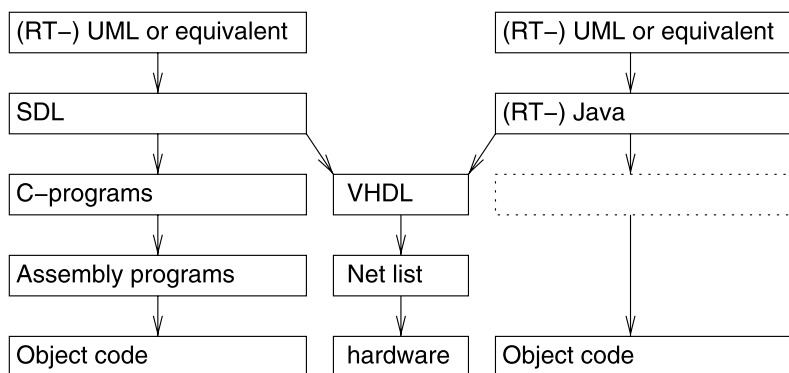 (RT−) UML or equivalent
(RT−) UML or equivalent
SDL
(RT−) Java
C−programs
VHDL
Assembly programs
Net list
Object code
hardware
Object code